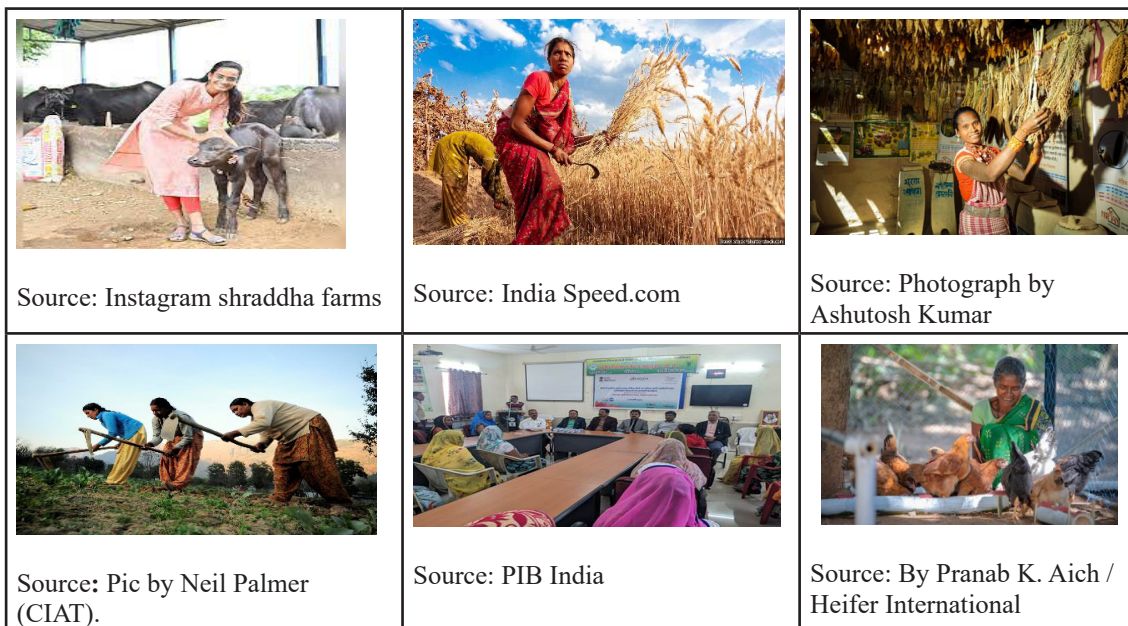 Source: Instagram shraddha farms
Source: India Speed.com
Source: Photograph by
Ashutosh Kumar
Source: Pic by Neil Palmer
(CIAT).
Source: PIB India
Source: By Pranab K. Aich /
Heifer International